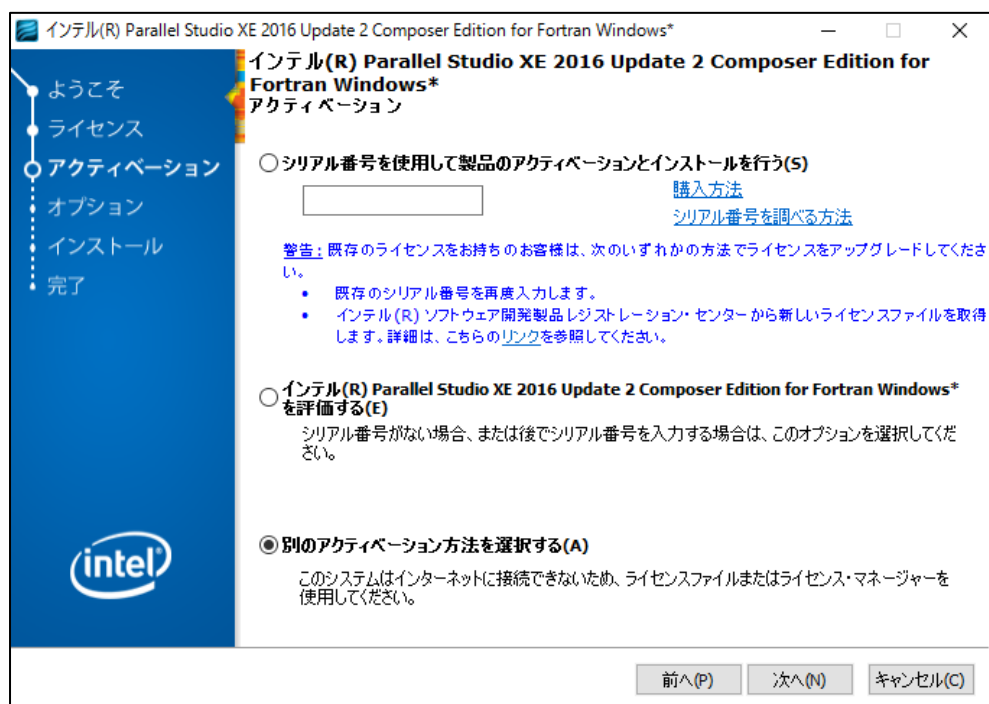 インテル(R) Parallel Studio XE 2016 Update 2 Composer Edition for Fortran Windows*
ようこそ
ライセンス
アクティベーション
オプション
インストール
完了
intel
インテル(R) Parallel Studio XE 2016 Update 2 Composer Edition for
Fortran Windows*
アクティベーション
シリアル番号を使用して製品のアクティベーションとインストールを行う(S)
購入方法
シリアル番号を調べる方法
警告: 既存のライセンスをお持ちのお客様は、次のいずれかの方法でライセンスをアップグレードしてくださ
い。
• 既存のシリアル番号を再度入力します。
• インテル(R) ソフトウェア開発製品レジストレーション・センターから新しいライセンスファイルを取得
します。詳細は、こちらのリンクを参照してください。
インテル(R) Parallel Studio XE 2016 Update 2 Composer Edition for Fortran Windows*
を評価する(E)
シリアル番号がない場合、または後でシリアル番号を入力する場合は、このオプションを選択してくだ
さい。
別のアクティベーション方法を選択する(A)
このシステムはインターネットに接続できないため、ライセンスファイルまたはライセンス・マネージャーを
使用してください。
前へ(P)
次へ(N)
キャンセル(C)